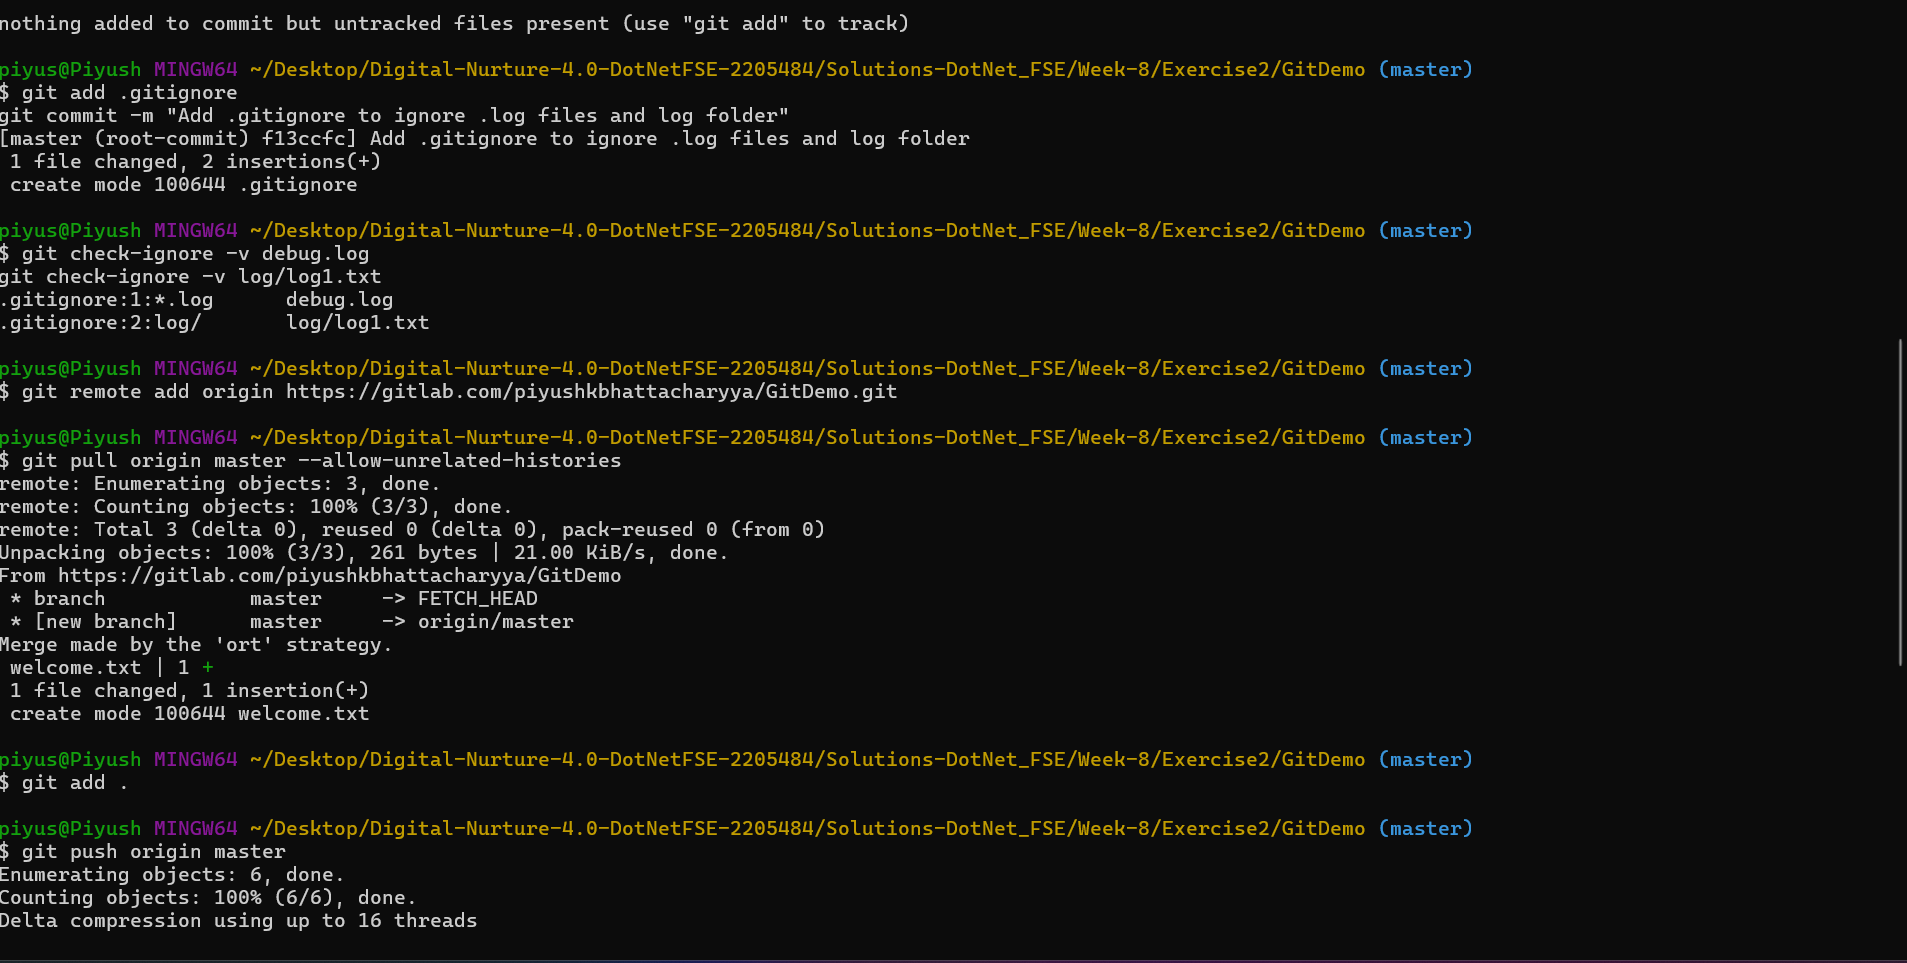 nothing added to commit but untracked files present (use "git add" to track)
piyus@Piyush MINGW64 ~/Desktop/Digital-Nurture-4.0-DotNetFSE-2205484/Solutions-DotNet_FSE/Week-8/Exercise2/GitDemo (master)
$ git add .gitignore
git commit -m "Add .gitignore to ignore .log files and log folder"
[master (root-commit) f13ccfc] Add .gitignore to ignore .log files and log folder
 1 file changed, 2 insertions(+)
 create mode 100644 .gitignore
piyus@Piyush MINGW64 ~/Desktop/Digital-Nurture-4.0-DotNetFSE-2205484/Solutions-DotNet_FSE/Week-8/Exercise2/GitDemo (master)
$ git check-ignore -v debug.log
git check-ignore -v log/log1.txt
.gitignore:1:*.log      debug.log
.gitignore:2:log/       log/log1.txt
piyus@Piyush MINGW64 ~/Desktop/Digital-Nurture-4.0-DotNetFSE-2205484/Solutions-DotNet_FSE/Week-8/Exercise2/GitDemo (master)
$ git remote add origin https://gitlab.com/piyushkbhattacharyya/GitDemo.git
piyus@Piyush MINGW64 ~/Desktop/Digital-Nurture-4.0-DotNetFSE-2205484/Solutions-DotNet_FSE/Week-8/Exercise2/GitDemo (master)
$ git pull origin master --allow-unrelated-histories
remote: Enumerating objects: 3, done.
remote: Counting objects: 100% (3/3), done.
remote: Total 3 (delta 0), reused 0 (delta 0), pack-reused 0 (from 0)
Unpacking objects: 100% (3/3), 261 bytes | 21.00 KiB/s, done.
From https://gitlab.com/piyushkbhattacharyya/GitDemo
 * branch            master     -> FETCH_HEAD
 * [new branch]      master     -> origin/master
Merge made by the 'ort' strategy.
 welcome.txt | 1 +
 1 file changed, 1 insertion(+)
 create mode 100644 welcome.txt
piyus@Piyush MINGW64 ~/Desktop/Digital-Nurture-4.0-DotNetFSE-2205484/Solutions-DotNet_FSE/Week-8/Exercise2/GitDemo (master)
$ git add .
piyus@Piyush MINGW64 ~/Desktop/Digital-Nurture-4.0-DotNetFSE-2205484/Solutions-DotNet_FSE/Week-8/Exercise2/GitDemo (master)
$ git push origin master
Enumerating objects: 6, done.
Counting objects: 100% (6/6), done.
Delta compression using up to 16 threads